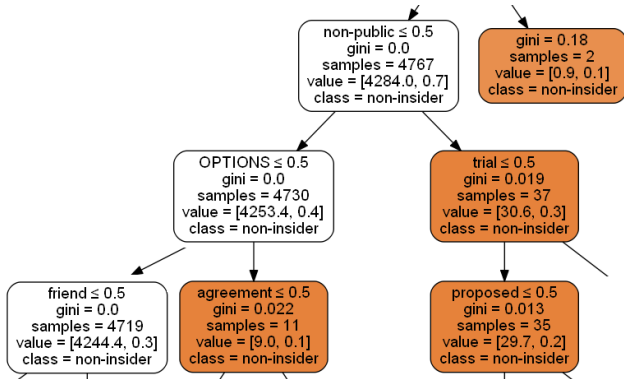 non-public ≤ 0.5
gini = 0.0
samples = 4767
value = [4284.0, 0.7]
class = non-insider
gini = 0.18
samples = 2
value = [0.9, 0.1]
class = non-insider
OPTIONS ≤ 0.5
gini = 0.0
samples = 4730
value = [4253.4, 0.4]
class = non-insider
trial ≤ 0.5
gini = 0.019
samples = 37
value = [30.6, 0.3]
class = non-insider
friend ≤ 0.5
gini = 0.0
samples = 4719
value = [4244.4, 0.3]
class = non-insider
agreement ≤ 0.5
gini = 0.022
samples = 11
value = [9.0, 0.1]
class = non-insider
proposed ≤ 0.5
gini = 0.013
samples = 35
value = [29.7, 0.2]
class = non-insider